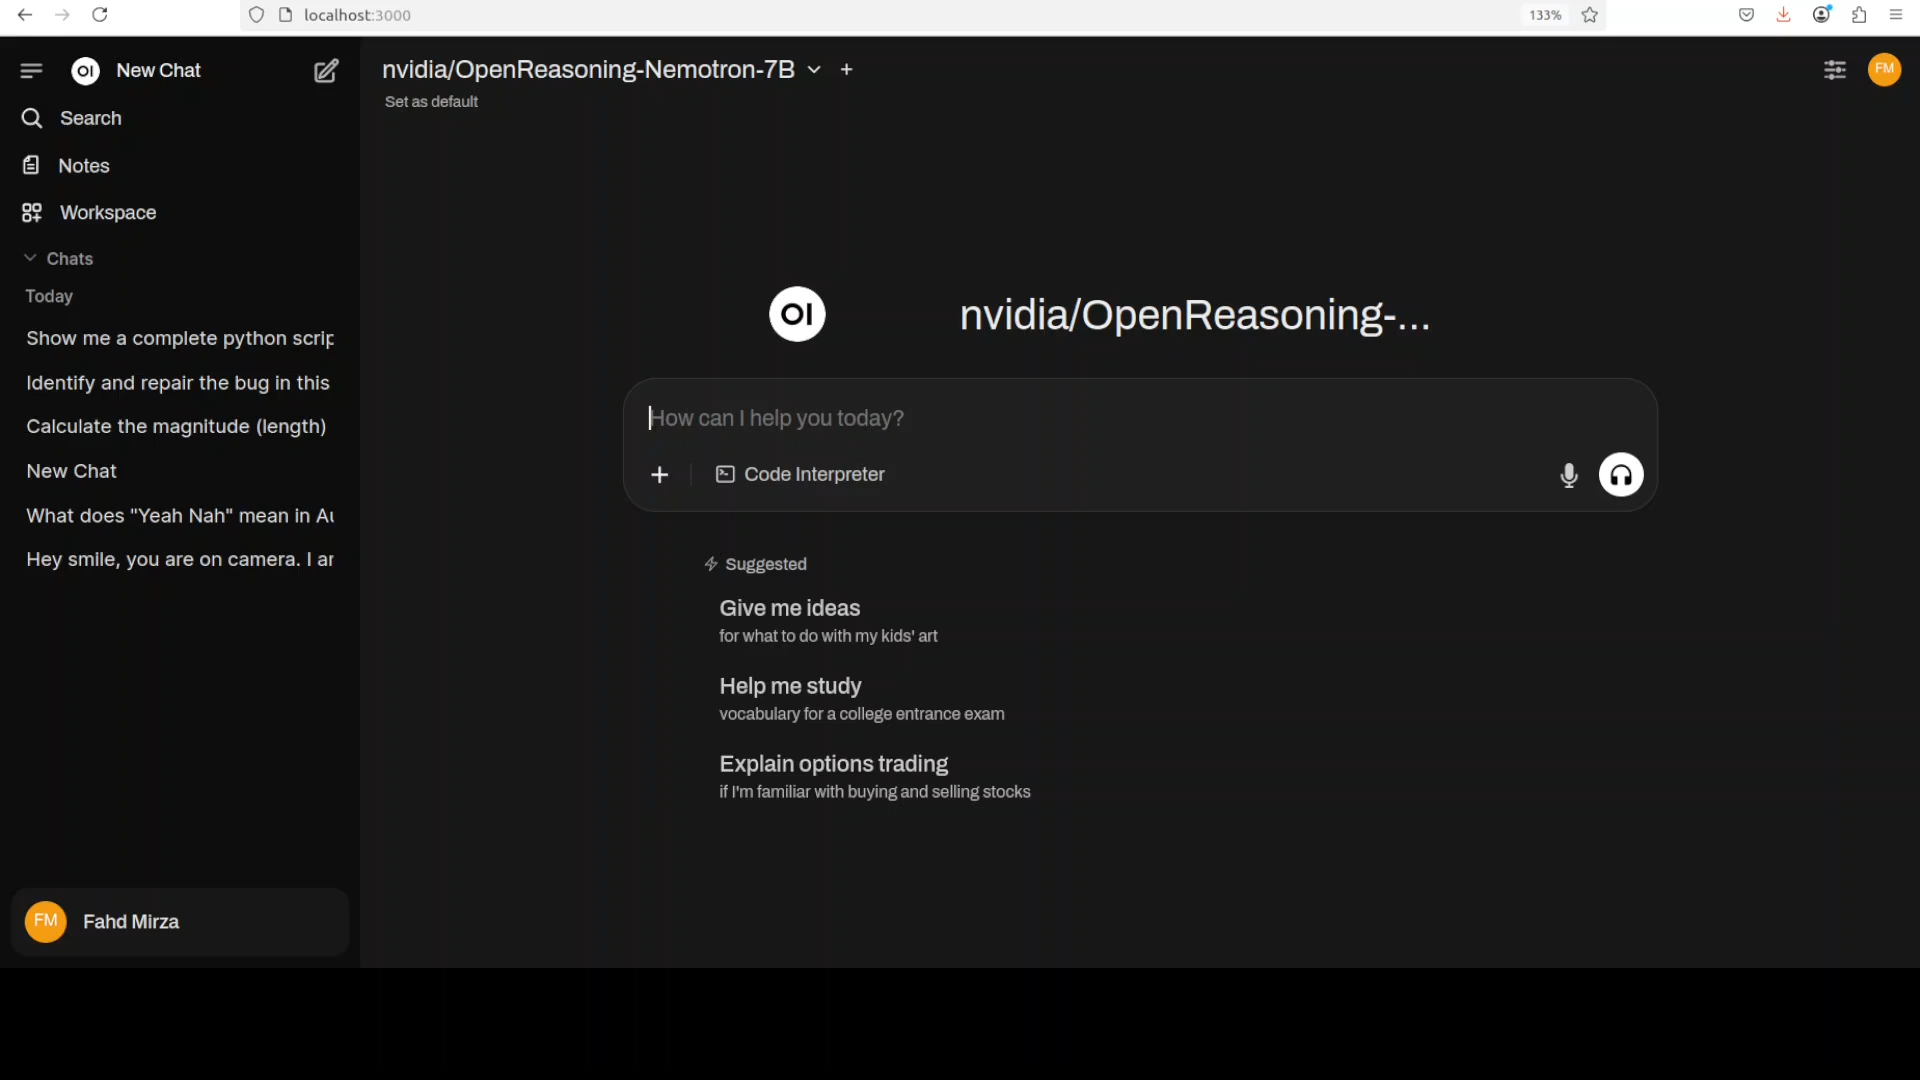 localhost:3000
133%
OI New Chat
Search
Notes
Workspace
Chats
Today
Show me a complete python scrip
Identify and repair the bug in this
Calculate the magnitude (length)
New Chat
What does "Yeah Nah" mean in Au
Hey smile, you are on camera. I ar
FM Fahd Mirza
nvidia/OpenReasoning-Nemotron-7B
Set as default
FM
OI nvidia/OpenReasoning-...
How can I help you today?
Code Interpreter
Suggested
Give me ideas
for what to do with my kids' art
Help me study
vocabulary for a college entrance exam
Explain options trading
if I'm familiar with buying and selling stocks